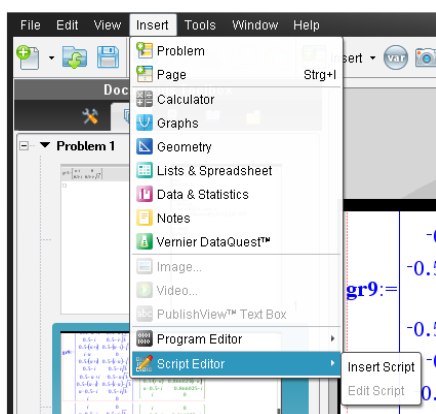 File Edit View Insert Tools Window Help
Insert
var
Doc
Problem
Page Strg+I
Calculator
Graphs
Geometry
Lists & Spreadsheet
Data & Statistics
Notes
Vernier DataQuest™
Image...
Video...
PublishView™ Text Box
Program Editor
Script Editor
Insert Script
Edit Script
Problem 1
gr9:=
-0.5
-0.5